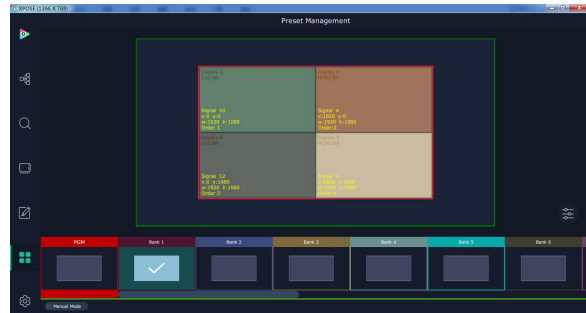 XPOSE (1366 X 768)
Preset Management
Signal 10
x:0 y:0
w:1920 h:1080
Order:1
Signal 4
x:1920 y:0
w:1920 h:1080
Order:2
Signal 12
x:0 y:1080
w:1920 h:1080
Order:3
Signal 4
PGM
Bank 1
Bank 2
Bank 3
Bank 4
Bank 5
Bank 6
Manual Mode